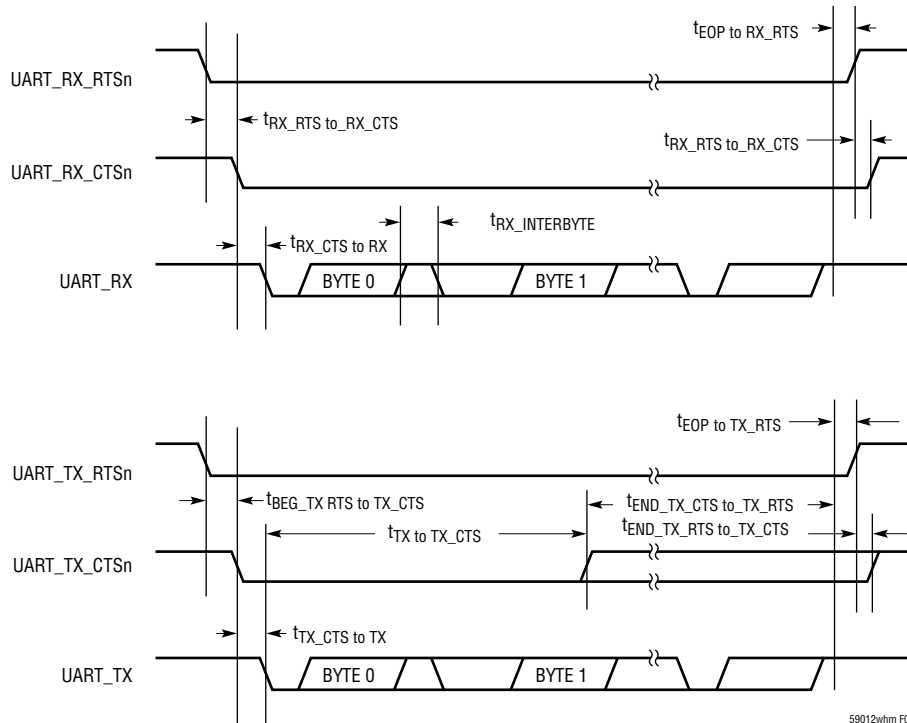 tEOP to RX_RTS
UART_RX_RTSn
tRX_RTS to_RX_CTS
tRX_RTS to_RX_CTS
UART_RX_CTSn
tRX_INTERBYTE
tRX_CTS to RX
UART_RX
BYTE 0
BYTE 1
tEOP to TX_RTS
UART_TX_RTSn
tBEG_TX RTS to TX_CTS
tEND_TX_CTS to_TX_RTS
tTX to TX_CTS
tEND_TX_RTS to_TX_CTS
UART_TX_CTSn
tTX_CTS to TX
UART_TX
BYTE 0
BYTE 1
59012whm F0